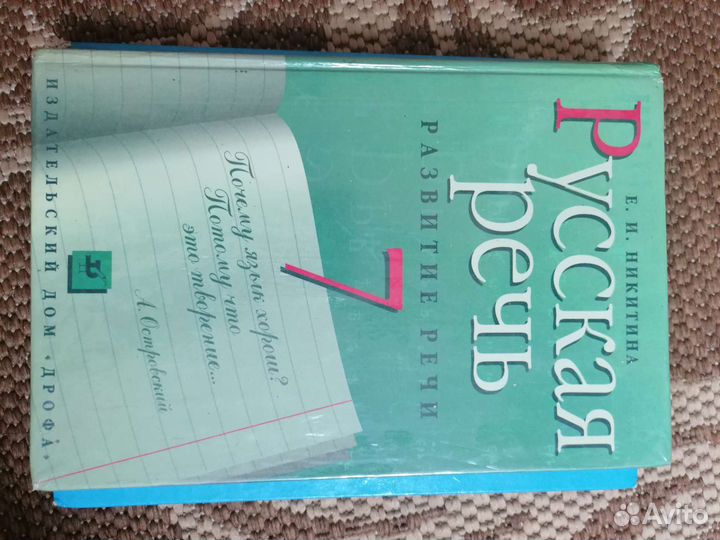 Е. И. НИКИТИНА
Русская
речь
РАЗВИТИЕ РЕЧИ
7
Почему язык хорош?
Потому что
это творение...
А. Островский
ИЗДАТЕЛЬСКИЙ ДОМ «ДРОФА»
Avito